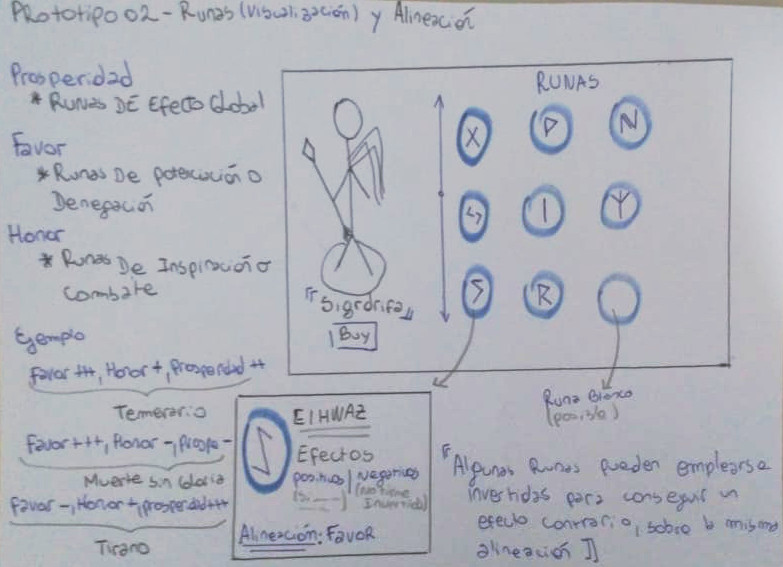 Prototipo 02 - Runas (Visualización) y Alineación
Prosperidad
* RUNAS DE Efecto Global
Favor
* Runas De potenciación o
Denegación
Honor
* Runas De Inspiración o
Combate
Ejemplo
Favor +++, Honor +, Prosperidad ++
Temerario
Favor +++, Honor -, Prospe -
Muerte Sin Gloria
Favor -, Honor +, prosperidad +++
Tirano
RUNAS
X P N
ᛃ I Y
S R
『Sigrdrifa』
Buy
EIHWAZ
Efectos
positivos | Negativos
(No tiene
Invertida)
Alineación: FAVOR
Runa Blanco
(posible)
『Algunas Runas pueden emplearse
invertidas para conseguir un
efecto contrario, sobre la misma
alineación』